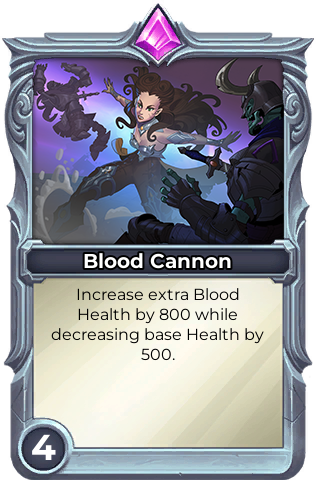 Blood Cannon
Increase extra Blood
Health by 800 while
decreasing base Health by
500.
4